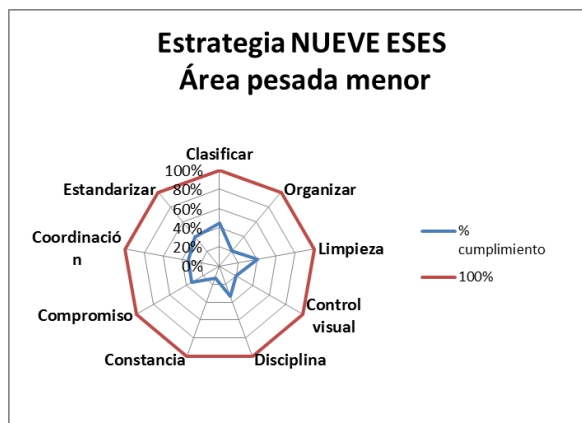 Estrategia NUEVE ESES
Área pesada menor
Clasificar
100%
80%
60%
40%
20%
0%
Organizar
Limpieza
Control
visual
Disciplina
Constancia
Compromiso
Coordinació
n
Estandarizar
%
cumplimiento
100%